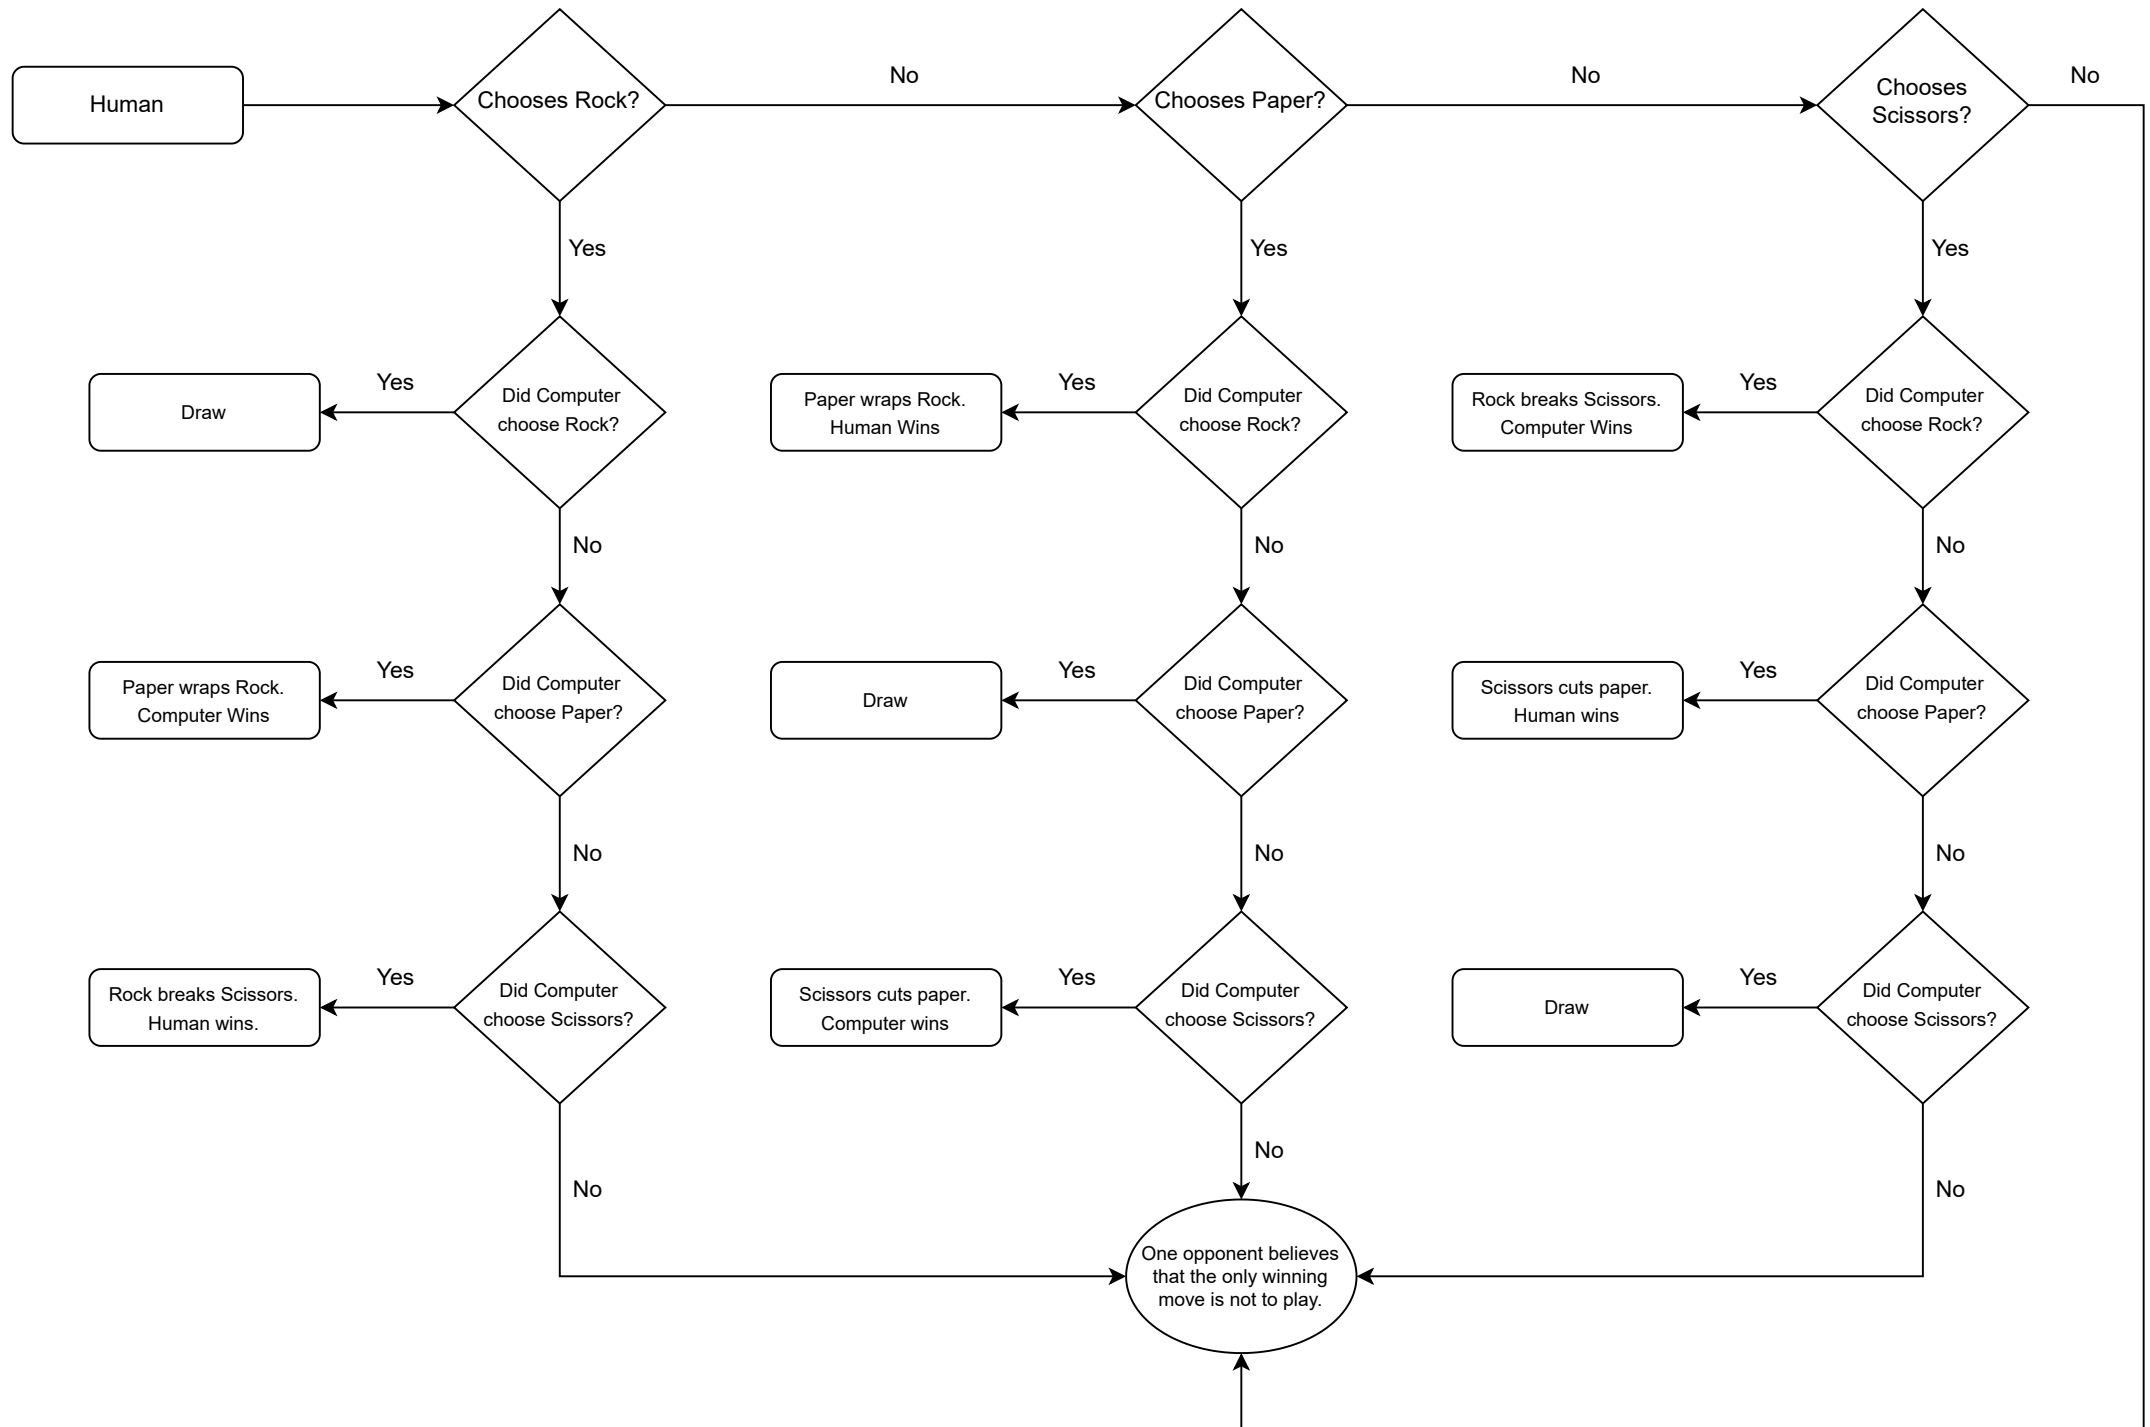 Human
Chooses Rock?
No
Chooses Paper?
No
Chooses
Scissors?
No
Yes
Yes
Yes
Draw
Yes
Did Computer
choose Rock?
Paper wraps Rock.
Human Wins
Yes
Did Computer
choose Rock?
Rock breaks Scissors.
Computer Wins
Yes
Did Computer
choose Rock?
No
No
No
Paper wraps Rock.
Computer Wins
Yes
Did Computer
choose Paper?
Draw
Yes
Did Computer
choose Paper?
Scissors cuts paper.
Human wins
Yes
Did Computer
choose Paper?
No
No
No
Rock breaks Scissors.
Human wins.
Yes
Did Computer
choose Scissors?
Scissors cuts paper.
Computer wins
Yes
Did Computer
choose Scissors?
Draw
Yes
Did Computer
choose Scissors?
No
No
No
One opponent believes
that the only winning
move is not to play.